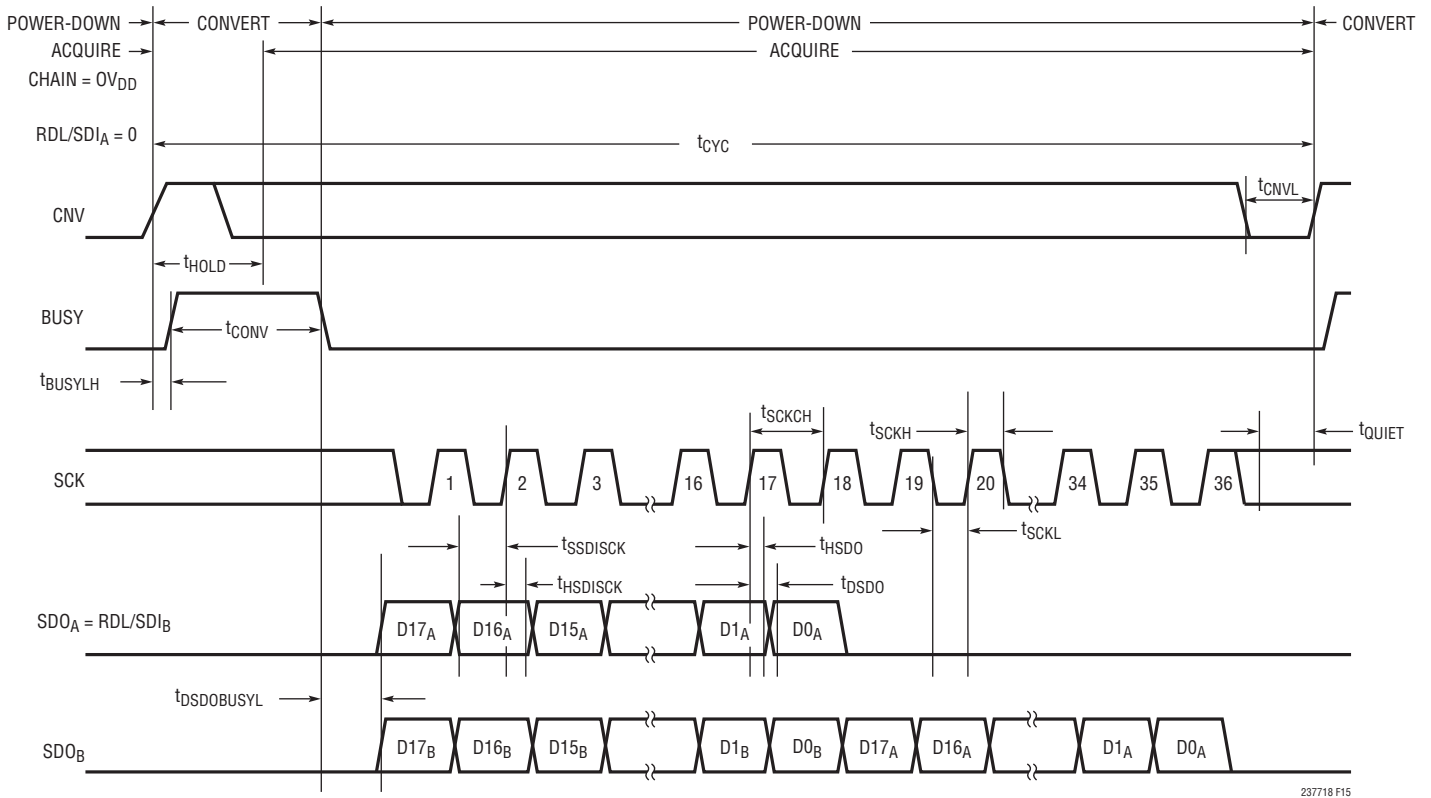 POWER-DOWN CONVERT POWER-DOWN CONVERT
ACQUIRE ACQUIRE
CHAIN = OVDD
RDL/SDIA = 0
tCYC
tCNVL
CNV
tHOLD
BUSY
tCONV
tBUSYLH
tSCKCH
tSCKH
tQUIET
SCK
1 2 3 16 17 18 19 20 34 35 36
tSCKL
tSSDISCK
tHSDO
tHSDISCK
tDSDO
SDOA = RDL/SDIB
D17A D16A D15A D1A D0A
tDSDOBUSYL
SDOB
D17B D16B D15B D1B D0B D17A D16A D1A D0A
237718 F15